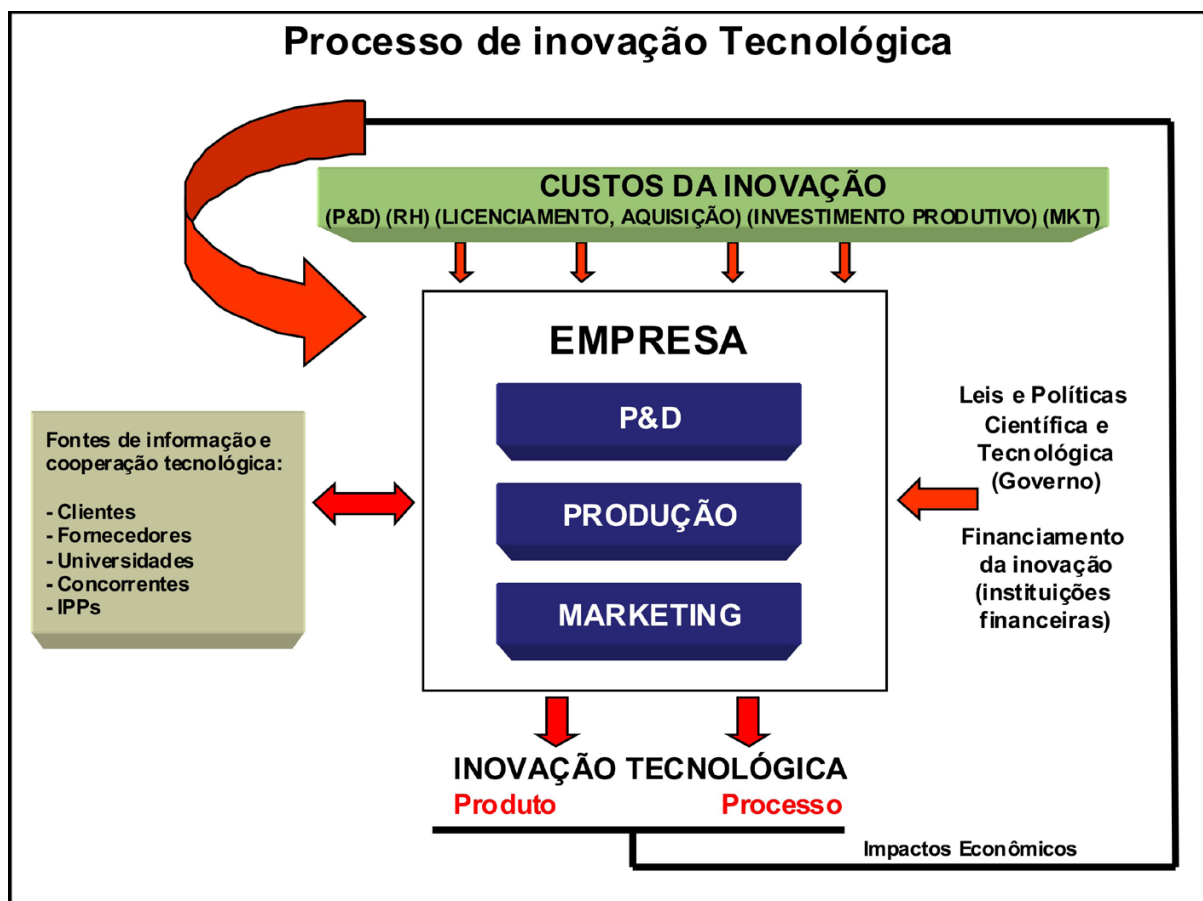 Processo de inovação Tecnológica
CUSTOS DA INOVAÇÃO
(P&D) (RH) (LICENCIAMENTO, AQUISIÇÃO) (INVESTIMENTO PRODUTIVO) (MKT)
EMPRESA
P&D
PRODUÇÃO
MARKETING
Fontes de informação e
cooperação tecnológica:
- Clientes
- Fornecedores
- Universidades
- Concorrentes
- IPPs
Leis e Políticas
Científica e
Tecnológica
(Governo)
Financiamento
da inovação
(instituições
financeiras)
INOVAÇÃO TECNOLÓGICA
Produto Processo
Impactos Econômicos